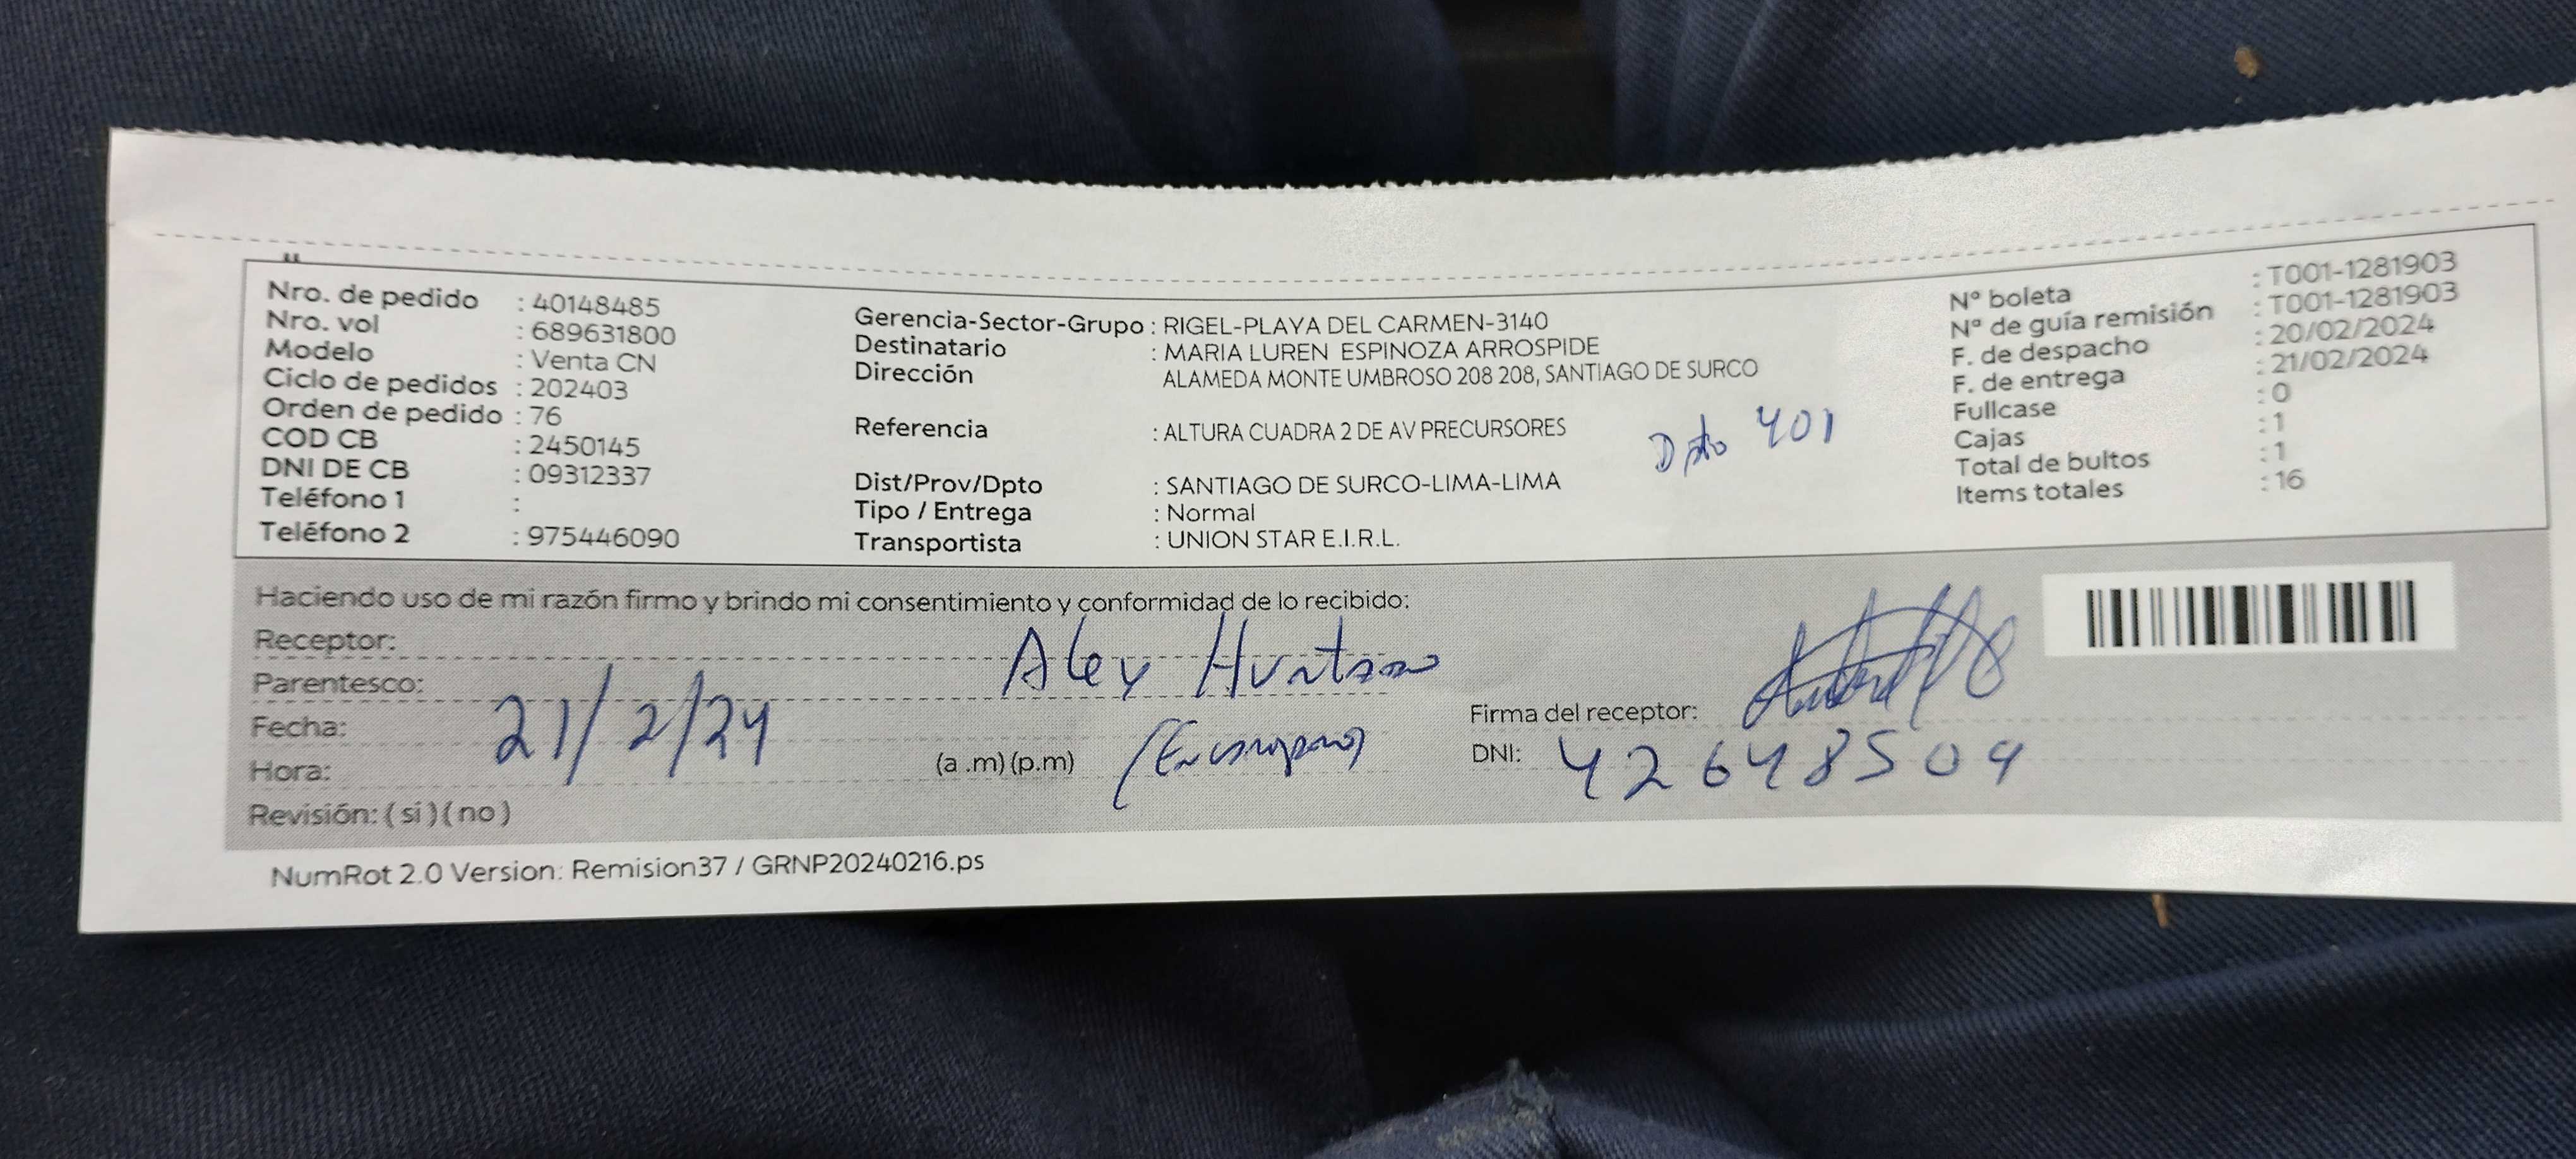 Nro. de pedido : 40148485
Nro. vol : 689631800
Modelo : Venta CN
Ciclo de pedidos : 202403
Orden de pedido : 76
COD CB : 2450145
DNI DE CB : 09312337
Teléfono 1 :
Teléfono 2 : 975446090
Gerencia-Sector-Grupo : RIGEL-PLAYA DEL CARMEN-3140
Destinatario : MARIA LUREN ESPINOZA ARROSPIDE
Dirección ALAMEDA MONTE UMBROSO 208 208, SANTIAGO DE SURCO
Referencia : ALTURA CUADRA 2 DE AV PRECURSORES
Dpto 401
Dist/Prov/Dpto : SANTIAGO DE SURCO-LIMA-LIMA
Tipo / Entrega : Normal
Transportista : UNION STAR E.I.R.L.
N° boleta : T001-1281903
N° de guía remisión : T001-1281903
F. de despacho : 20/02/2024
F. de entrega : 21/02/2024
Fullcase : 0
Cajas : 1
Total de bultos : 1
Items totales : 16
Haciendo uso de mi razón firmo y brindo mi consentimiento y conformidad de lo recibido:
Receptor: Alex
Parentesco:
Fecha: 21/2/24
Hora: (a .m) (p.m)
Revisión: ( si ) ( no )
Firma del receptor:
DNI: 42648504
NumRot 2.0 Version: Remision37 / GRNP20240216.ps